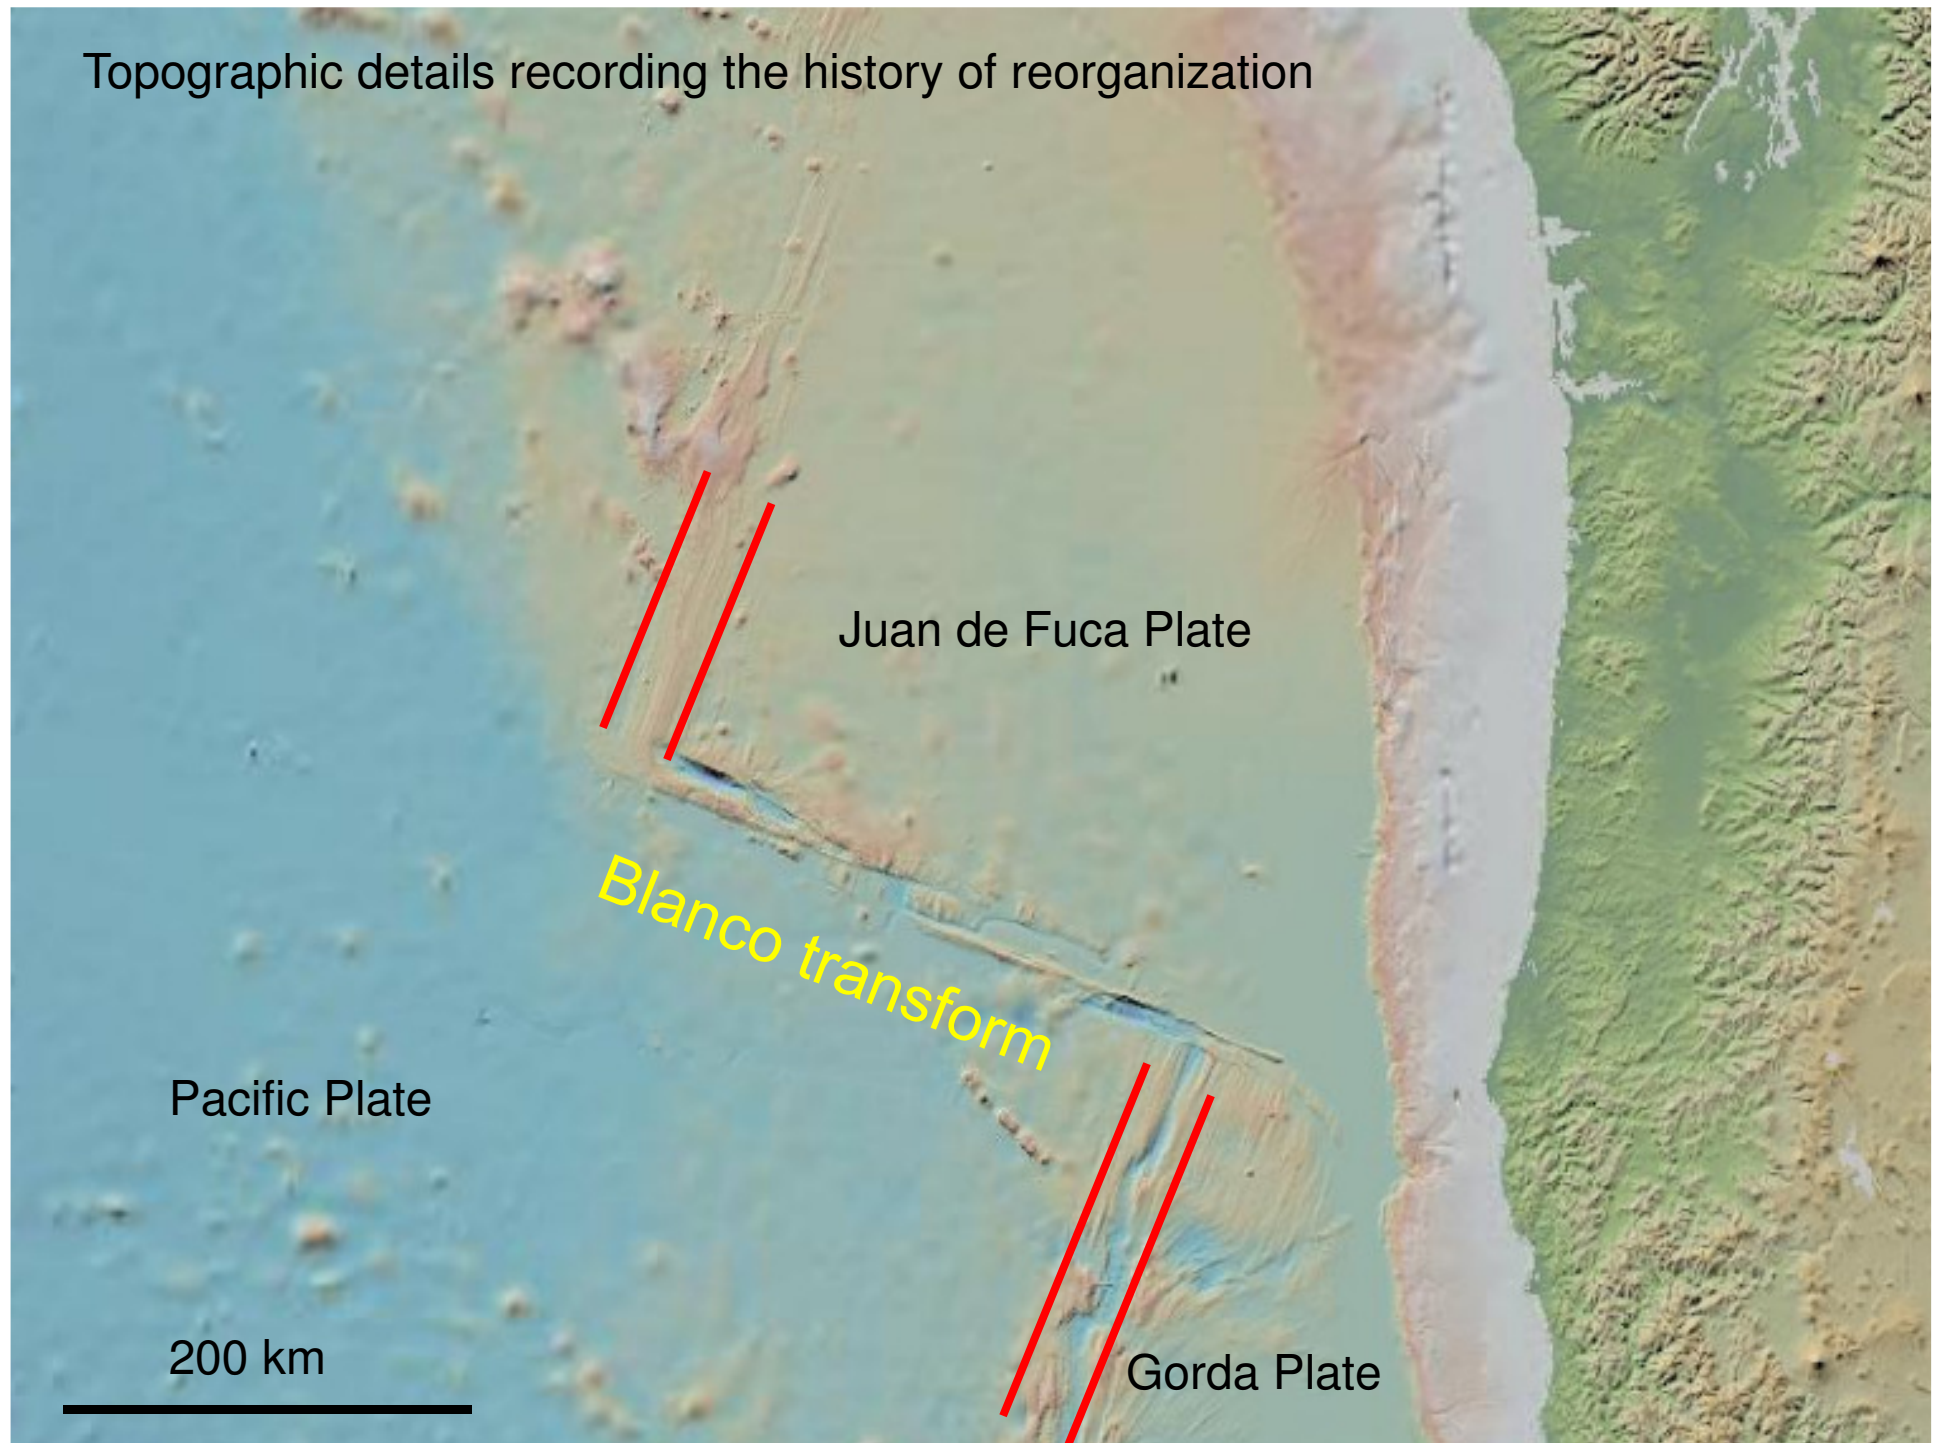 Topographic details recording the history of reorganization
Juan de Fuca Plate
Blanco transform
Pacific Plate
200 km
Gorda Plate